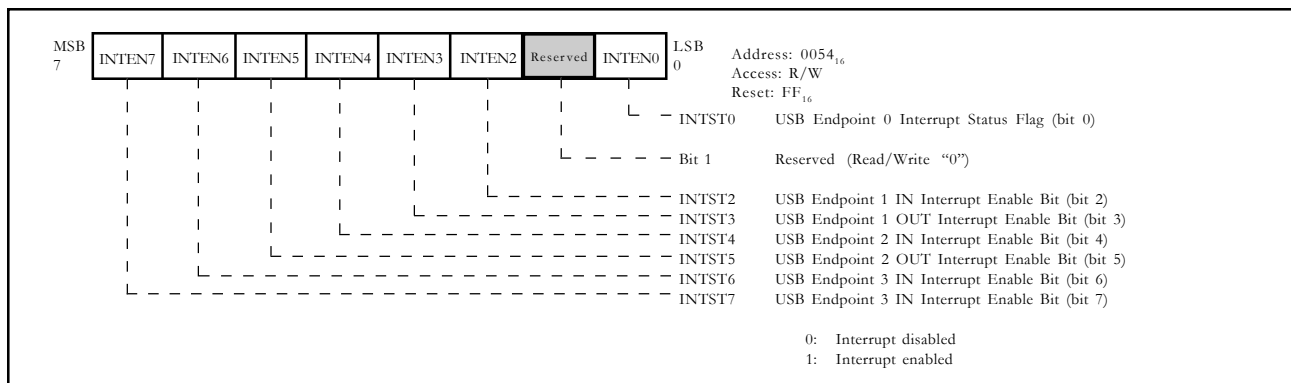 MSB
7
INTEN7 INTEN6 INTEN5 INTEN4 INTEN3 INTEN2 Reserved INTEN0
LSB
0
Address: 0054₁₆
Access: R/W
Reset: FF₁₆
INTST0 USB Endpoint 0 Interrupt Status Flag (bit 0)
Bit 1 Reserved (Read/Write “0”)
INTST2 USB Endpoint 1 IN Interrupt Enable Bit (bit 2)
INTST3 USB Endpoint 1 OUT Interrupt Enable Bit (bit 3)
INTST4 USB Endpoint 2 IN Interrupt Enable Bit (bit 4)
INTST5 USB Endpoint 2 OUT Interrupt Enable Bit (bit 5)
INTST6 USB Endpoint 3 IN Interrupt Enable Bit (bit 6)
INTST7 USB Endpoint 3 IN Interrupt Enable Bit (bit 7)
0: Interrupt disabled
1: Interrupt enabled